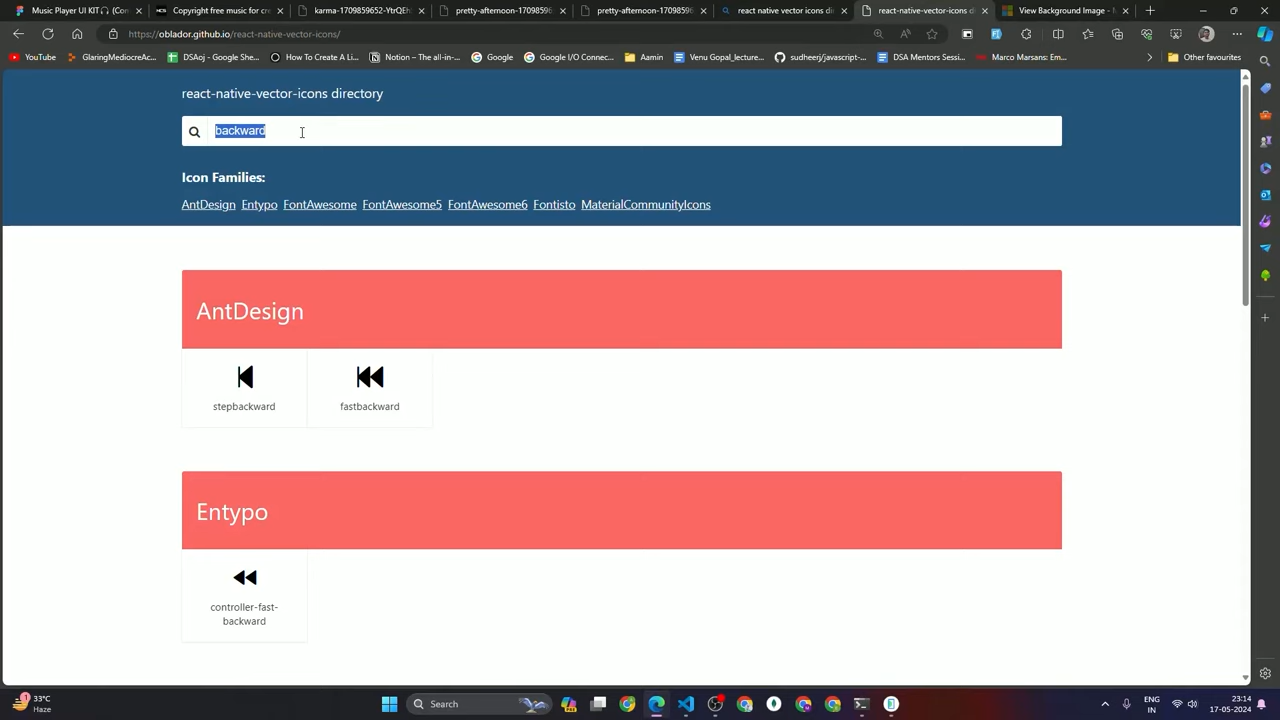 Music Player UI KIT 🎧 (Com
Copyright free music for cre
karma-1709859652-YtrQEH
pretty-afternoon-1709859
pretty-afternoon-1709859
react native vector icons di
react-native-vector-icons di
View Background Image - M
https://oblador.github.io/react-native-vector-icons/
YouTube
GlaringMediocreAc...
DSAoj - Google She...
How To Create A Li...
Notion – The all-in-...
Google
Google I/O Connec...
Aamin
Venu Gopal_lecture...
sudheerj/javascript-...
DSA Mentors Sessi...
Marco Marsans: Em...
Other favourites
react-native-vector-icons directory
backward
Icon Families:
AntDesign Entypo FontAwesome FontAwesome5 FontAwesome6 Fontisto MaterialCommunityIcons
AntDesign
stepbackward
fastbackward
Entypo
controller-fast-
backward
33°C
Haze
Search
ENG
IN
23:14
17-05-2024